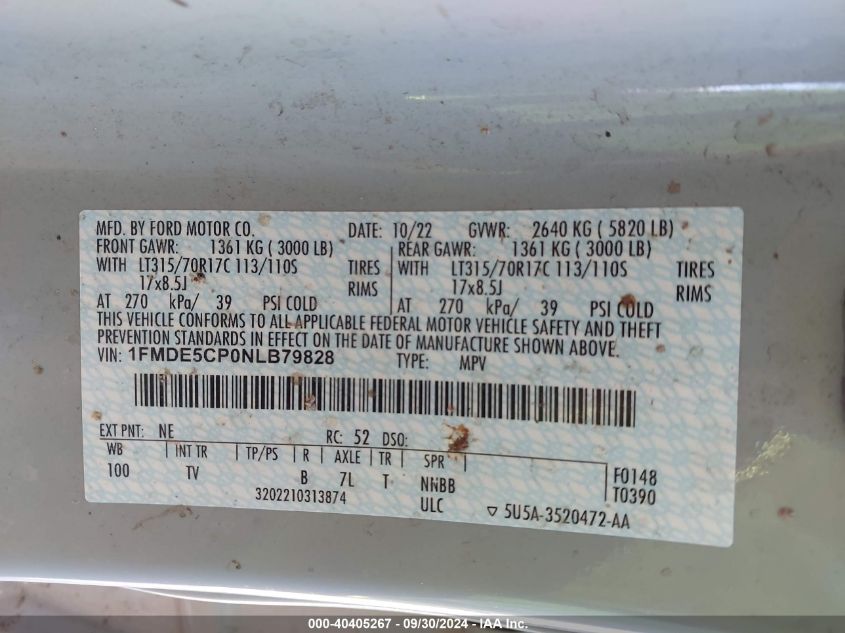 MFD. BY FORD MOTOR CO. DATE: 10/22 GVWR: 2640 KG ( 5820 LB)
FRONT GAWR: 1361 KG ( 3000 LB) REAR GAWR: 1361 KG ( 3000 LB)
WITH LT315/70R17C 113/110S TIRES WITH LT315/70R17C 113/110S TIRES
17x8.5J RIMS 17x8.5J RIMS
AT 270 kPa/ 39 PSI COLD AT 270 kPa/ 39 PSI COLD
THIS VEHICLE CONFORMS TO ALL APPLICABLE FEDERAL MOTOR VEHICLE SAFETY AND THEFT
PREVENTION STANDARDS IN EFFECT ON THE DATE OF MANUFACTURE SHOWN ABOVE.
VIN: 1FMDE5CP0NLB79828 TYPE: MPV
EXT PNT: NE RC: 52 DSO:
WB INT TR TP/PS R AXLE TR SPR F0148
100 TV B 7L T NNBB T0390
3202210313874 ULC ▽ 5U5A-3520472-AA
000-40405267 - 09/30/2024 - IAA Inc.